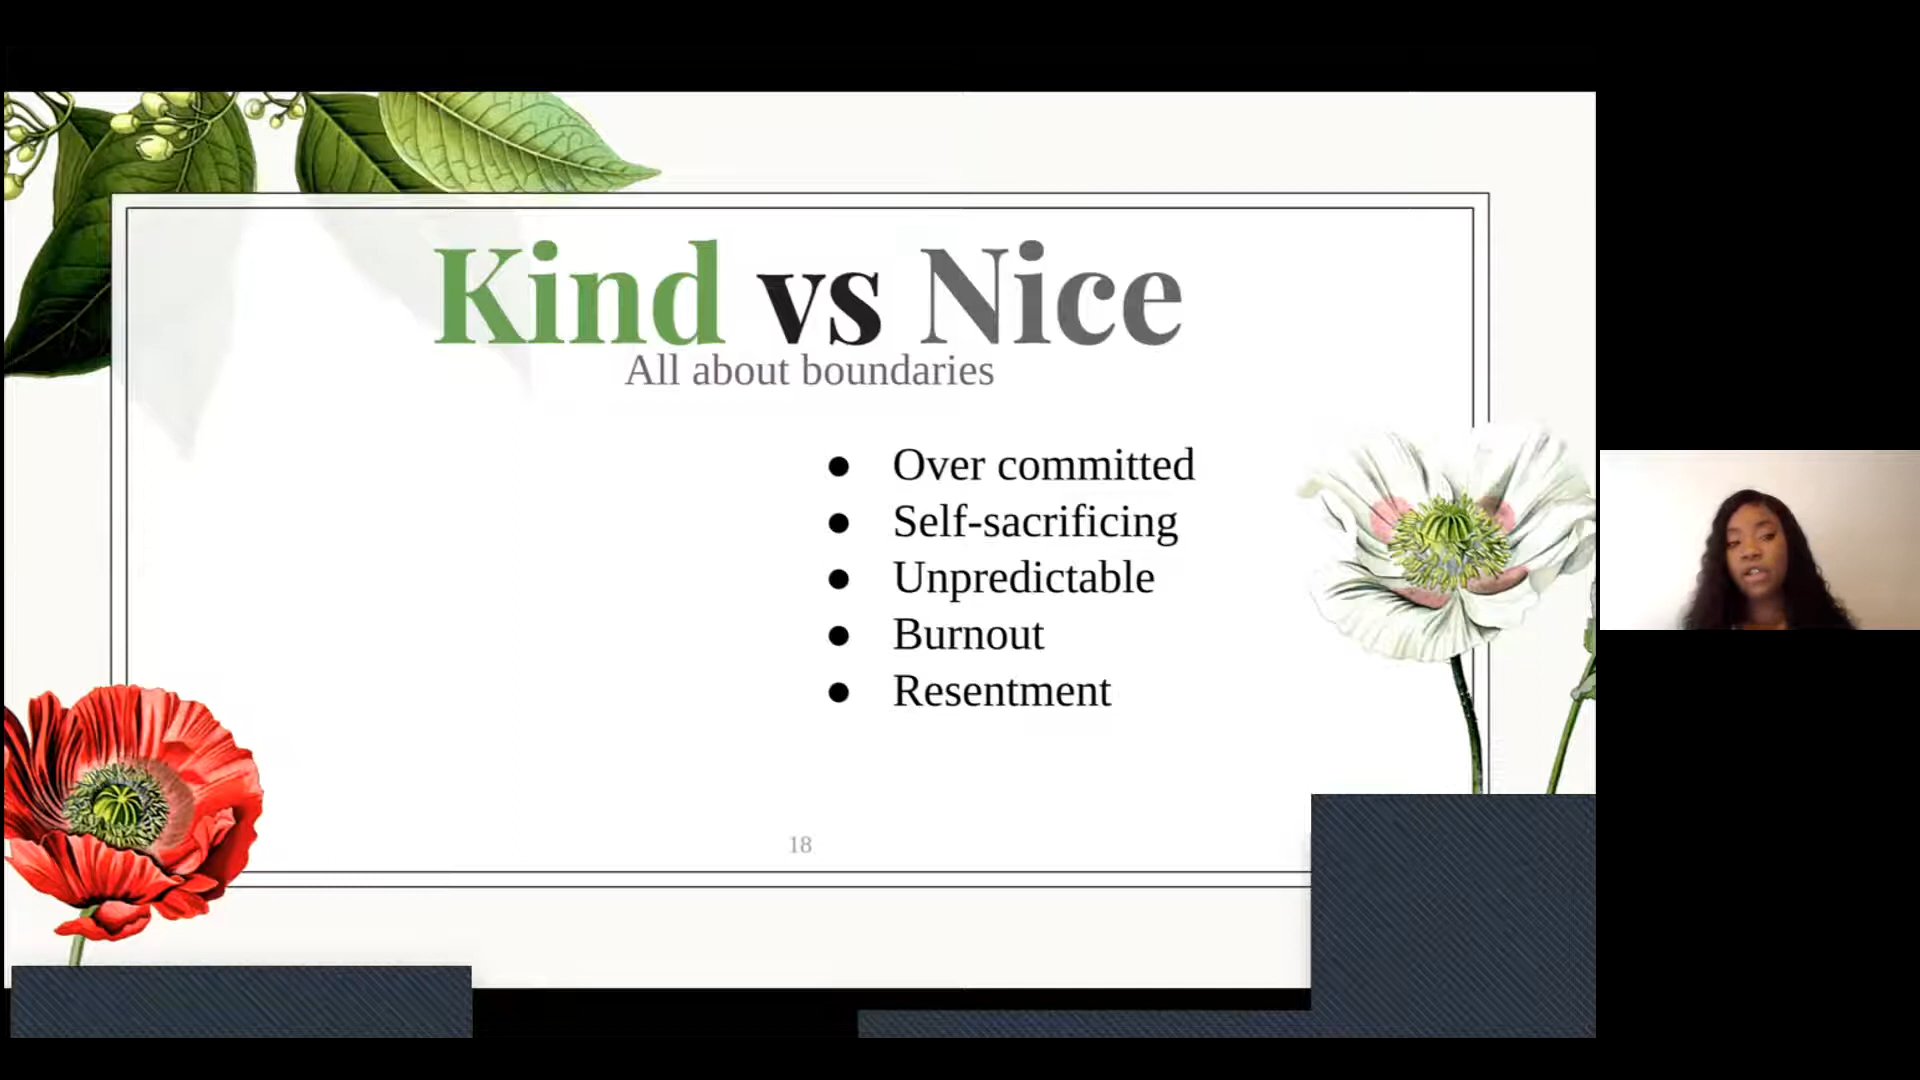 Kind vs Nice
All about boundaries
● Over committed
● Self-sacrificing
● Unpredictable
● Burnout
● Resentment
18